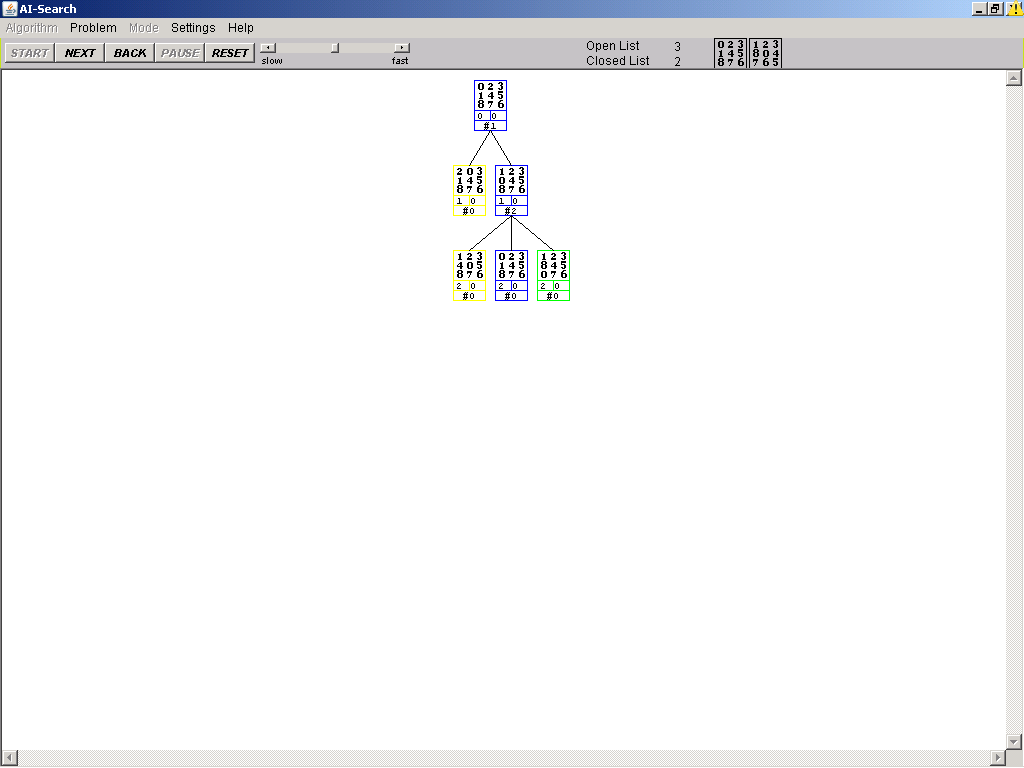 AI-Search
Algorithm Problem Mode Settings Help
START NEXT BACK PAUSE RESET
slow fast
Open List 3
Closed List 2
0 2 3
1 4 5
8 7 6
1 2 3
8 0 4
7 6 5
0 2 3
1 4 5
8 7 6
0 0
#1
2 0 3
1 4 5
8 7 6
1 0
#0
1 2 3
0 4 5
8 7 6
1 0
#2
1 2 3
4 0 5
8 7 6
2 0
#0
0 2 3
1 4 5
8 7 6
2 0
#0
1 2 3
8 4 5
0 7 6
2 0
#0